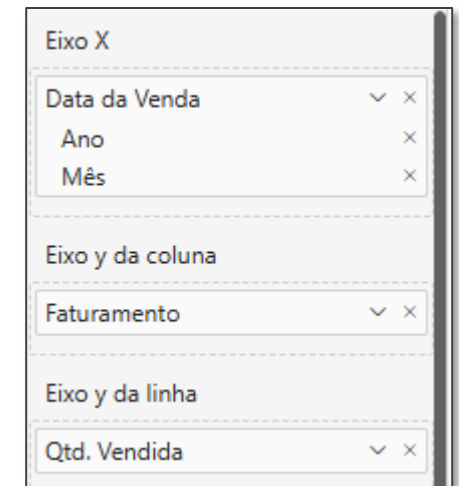 Eixo X
Data da Venda
Ano
Mês
Eixo y da coluna
Faturamento
Eixo y da linha
Qtd. Vendida